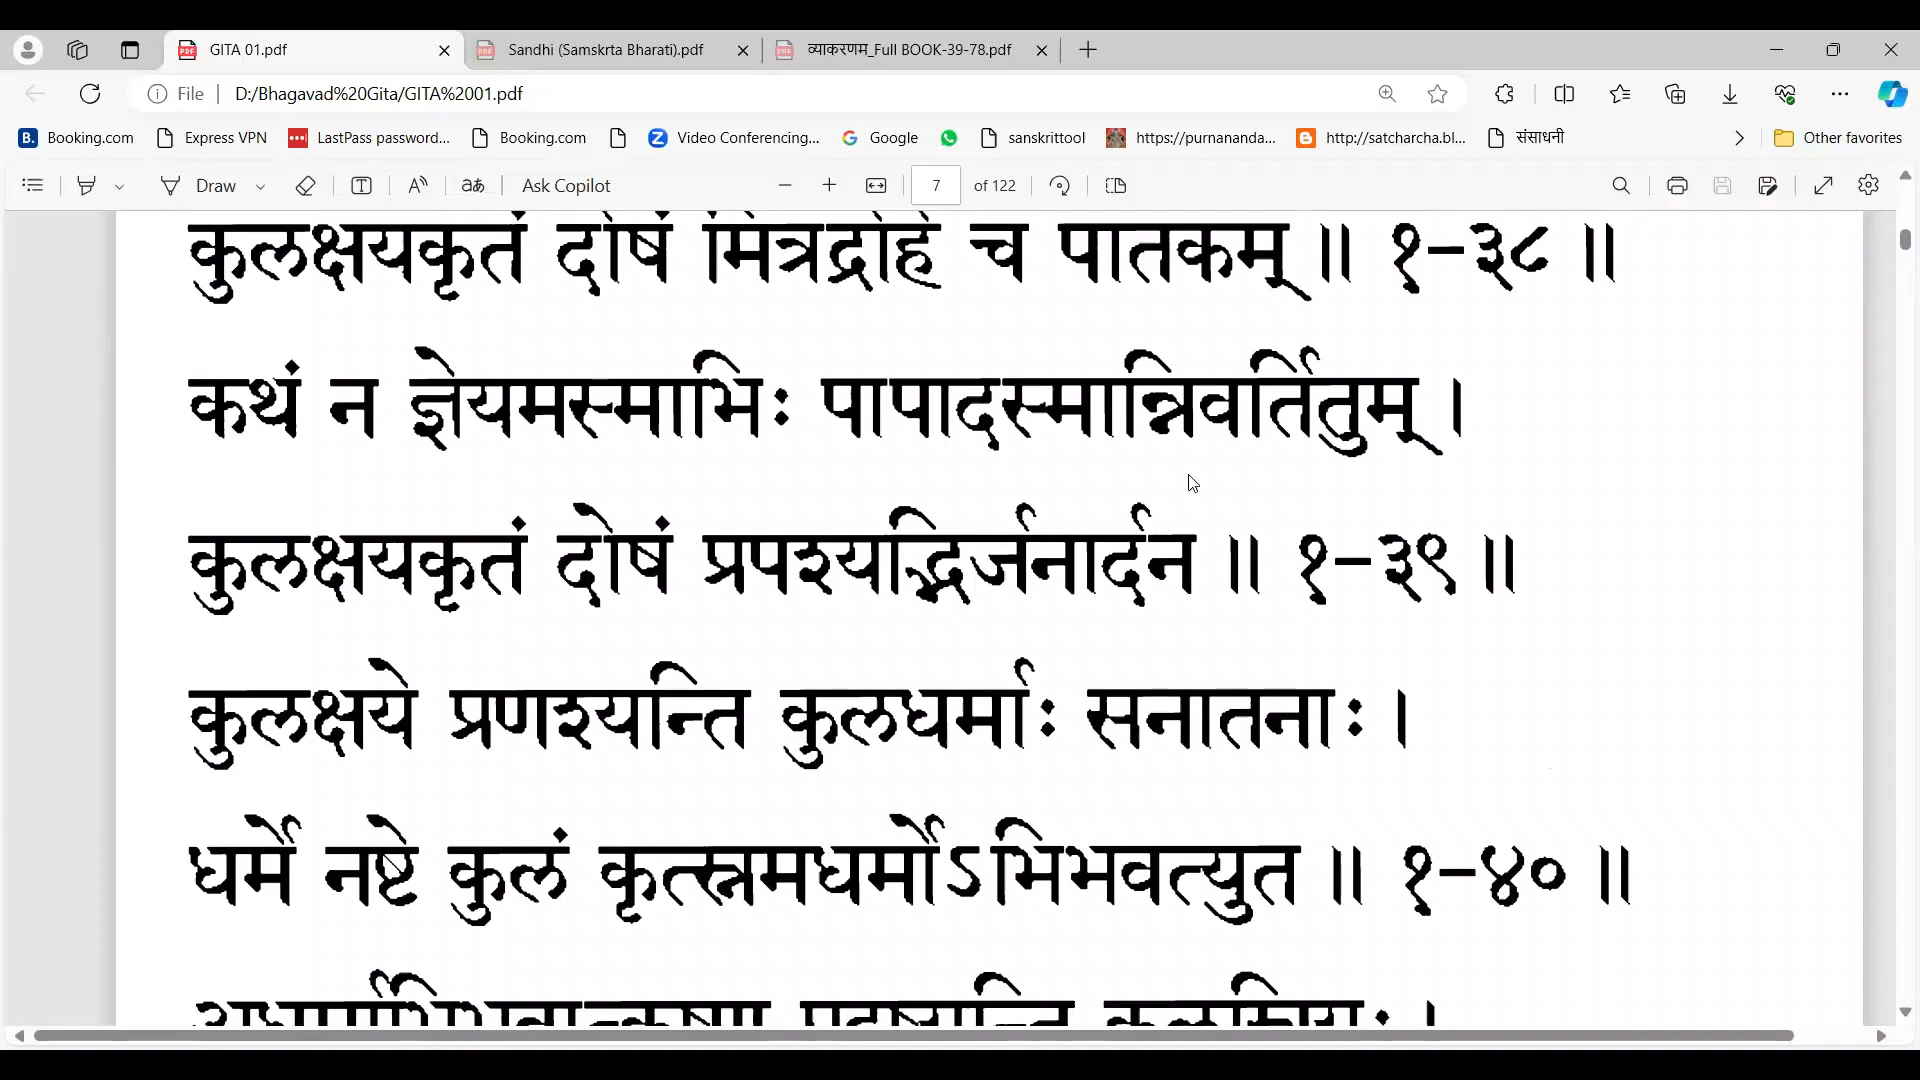 GITA 01.pdf
Sandhi (Samskrta Bharati).pdf
व्याकरणम_Full BOOK-39-78.pdf
File
D:/Bhagavad%20Gita/GITA%2001.pdf
Booking.com
Express VPN
LastPass password...
Booking.com
Video Conferencing...
Google
sanskrittool
https://purnananda...
http://satcharcha.bl...
संसाधनी
Other favorites
Draw
Ask Copilot
7 of 122
कुलक्षयकृतं दोषं मित्रद्रोहे च पातकम् ॥ १-३८ ॥
कथं न ज्ञेयमस्माभिः पापादस्मान्निवर्तितुम् ।
कुलक्षयकृतं दोषं प्रपश्यद्भिर्जनार्दन ॥ १-३९ ॥
कुलक्षये प्रणश्यन्ति कुलधर्माः सनातनाः ।
धर्मे नष्टे कुलं कृत्स्नमधर्मोऽभिभवत्युत ॥ १-४० ॥